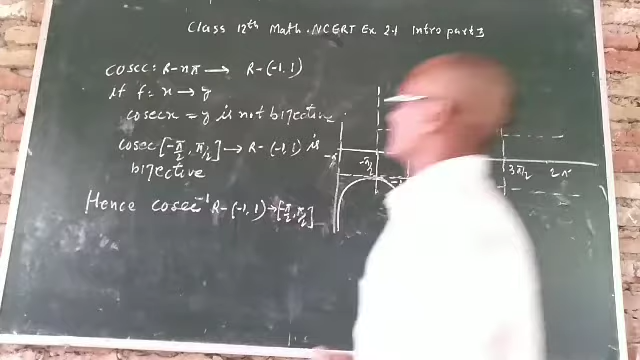 Class 12th Math. NCERT Ex 2.1 Intro part 3
cosec: R-nπ → R-(-1,1)
if f: x → y
cosec x = y is not bijective.
cosec: [-π/2, π/2] → R-(-1,1) is
bijective
Hence cosec⁻¹ R-(-1,1) → [-π/2, π/2]
-π/2
3π/2
2π